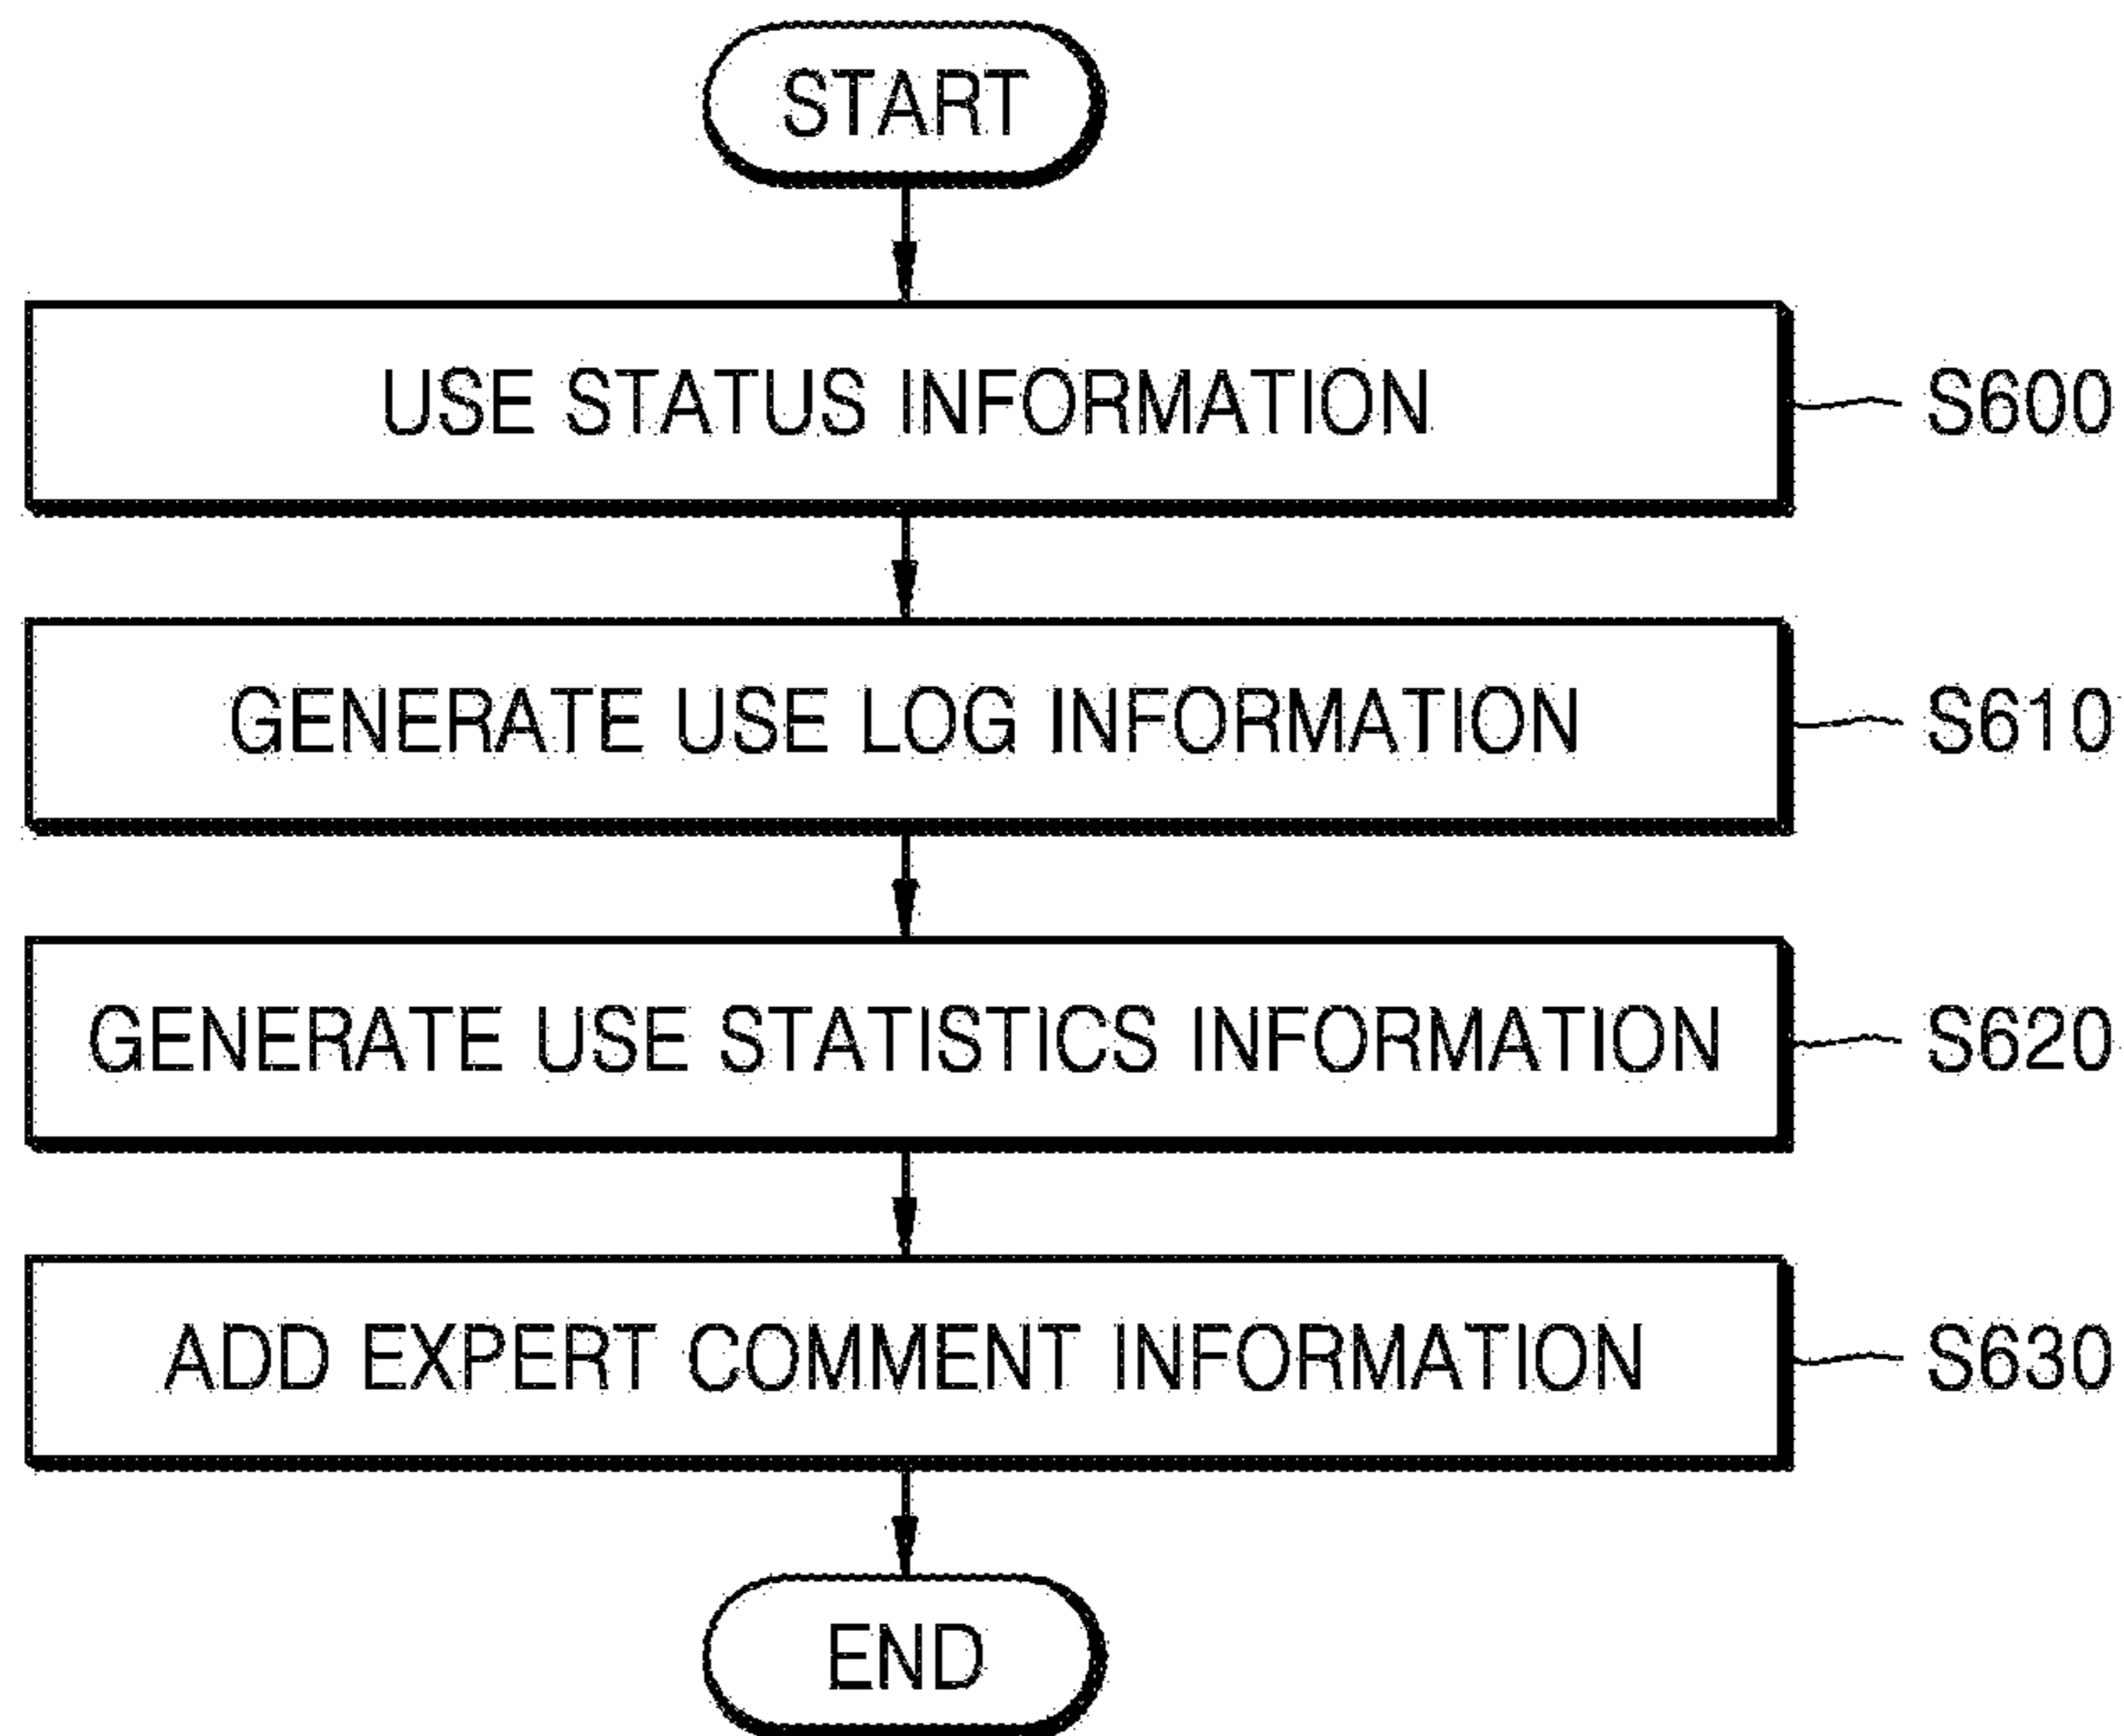 START
USE STATUS INFORMATION S600
GENERATE USE LOG INFORMATION S610
GENERATE USE STATISTICS INFORMATION S620
ADD EXPERT COMMENT INFORMATION S630
END